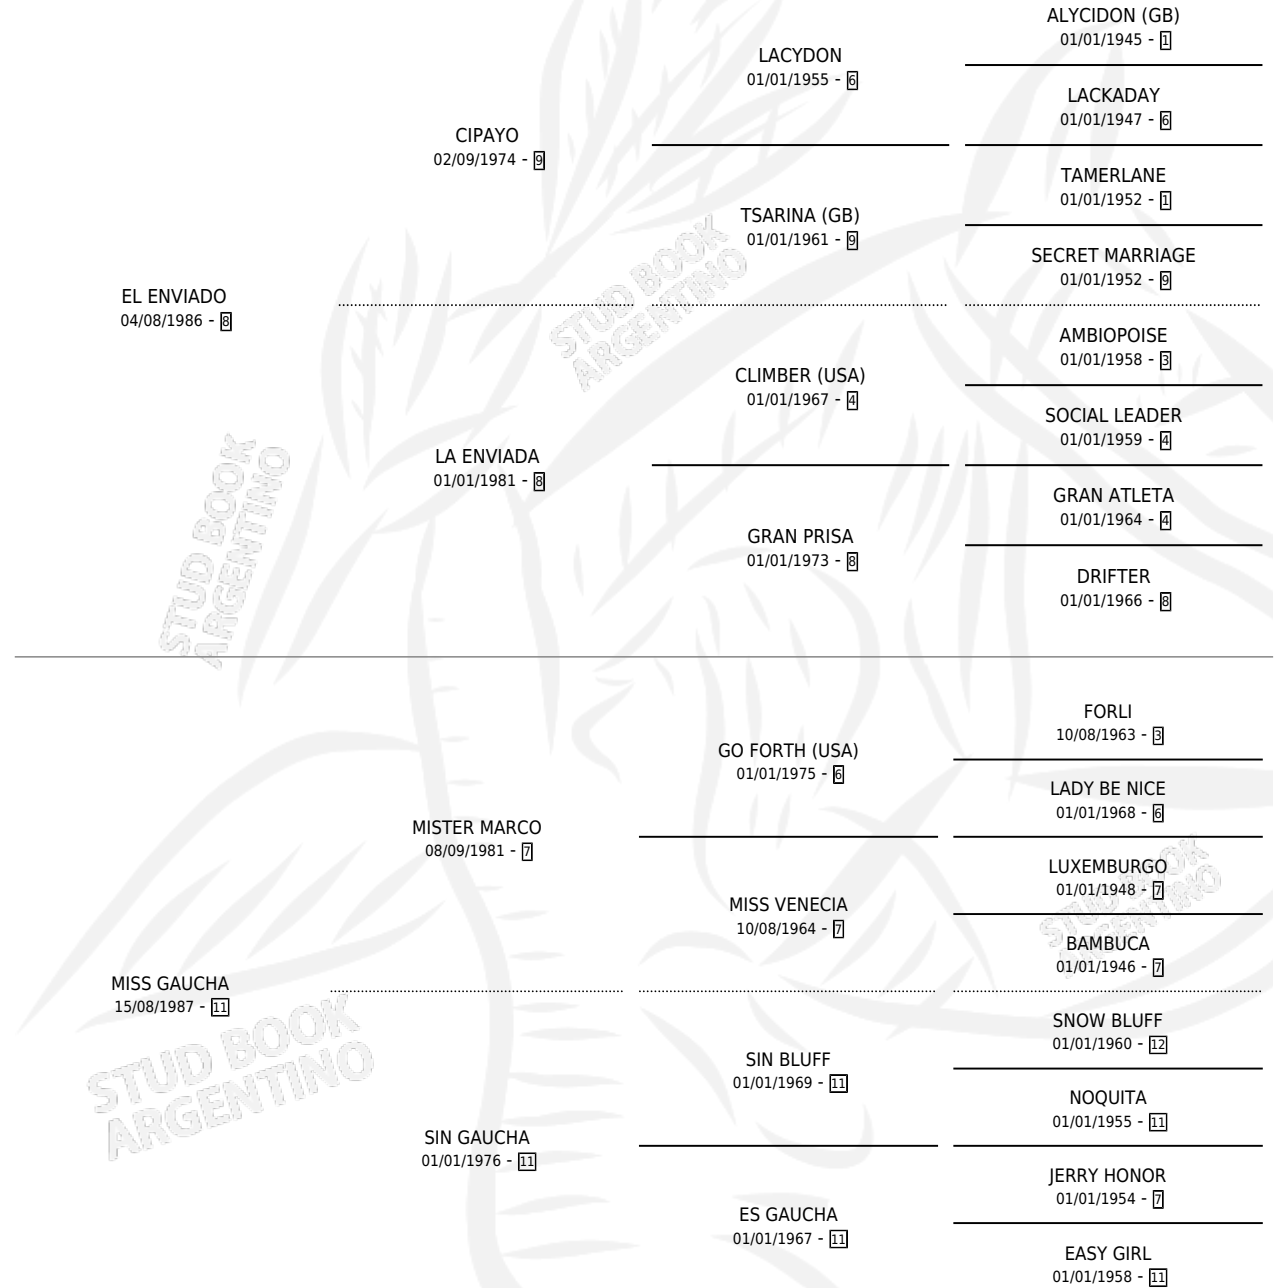 ALYCIDON (GB)
01/01/1945 - 1
LACYDON
01/01/1955 - 6
LACKADAY
01/01/1947 - 6
CIPAYO
02/09/1974 - 9
TAMERLANE
01/01/1952 - 1
TSARINA (GB)
01/01/1961 - 9
SECRET MARRIAGE
01/01/1952 - 9
EL ENVIADO
04/08/1986 - 8
STUD BOOK
ARGENTINO
AMBIOPOISE
01/01/1958 - 3
CLIMBER (USA)
01/01/1967 - 4
SOCIAL LEADER
01/01/1959 - 4
LA ENVIADA
01/01/1981 - 8
GRAN ATLETA
01/01/1964 - 4
GRAN PRISA
01/01/1973 - 8
DRIFTER
01/01/1966 - 8
STUD BOOK
ARGENTINO
FORLI
10/08/1963 - 3
GO FORTH (USA)
01/01/1975 - 6
LADY BE NICE
01/01/1968 - 6
MISTER MARCO
08/09/1981 - 7
LUXEMBURGO
01/01/1948 - 7
MISS VENECIA
10/08/1964 - 7
BAMBUCA
01/01/1946 - 7
STUD BOOK
ARGENTINO
MISS GAUCHA
15/08/1987 - 11
SNOW BLUFF
01/01/1960 - 12
SIN BLUFF
01/01/1969 - 11
NOQUITA
01/01/1955 - 11
STUD BOOK
ARGENTINO
SIN GAUCHA
01/01/1976 - 11
JERRY HONOR
01/01/1954 - 7
ES GAUCHA
01/01/1967 - 11
EASY GIRL
01/01/1958 - 11